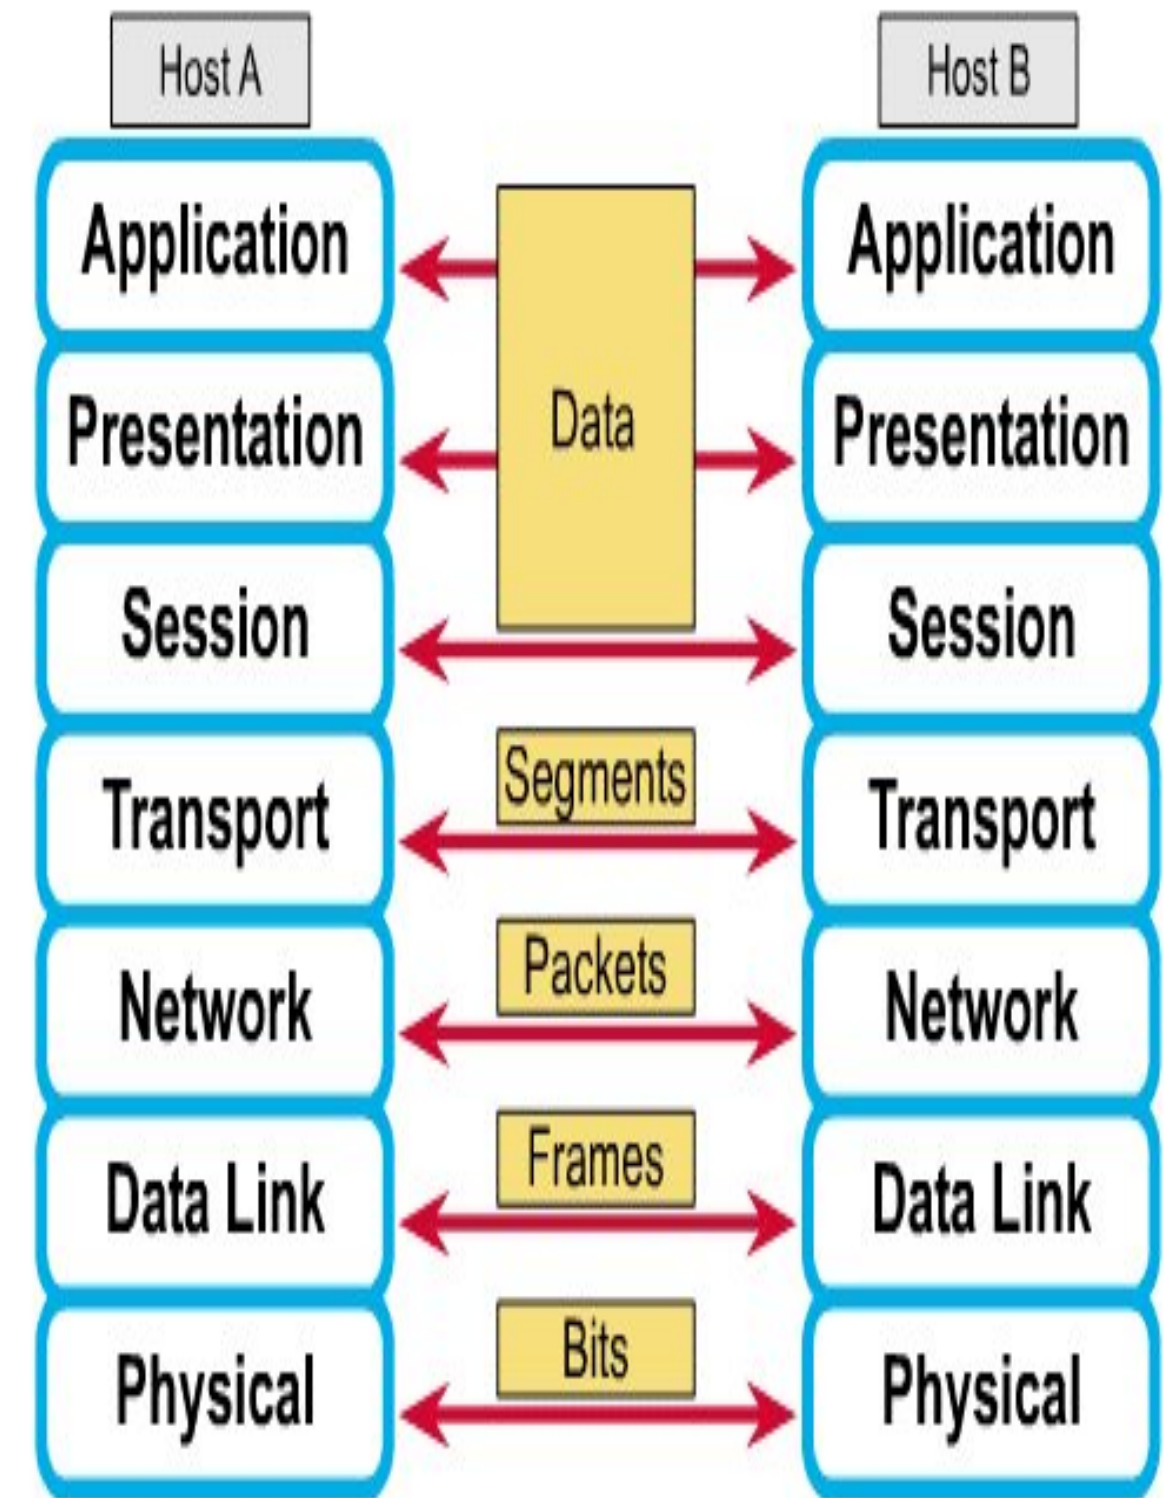 Host A
Host B
Application
Application
Data
Presentation
Presentation
Session
Session
Segments
Transport
Transport
Packets
Network
Network
Frames
Data Link
Data Link
Bits
Physical
Physical